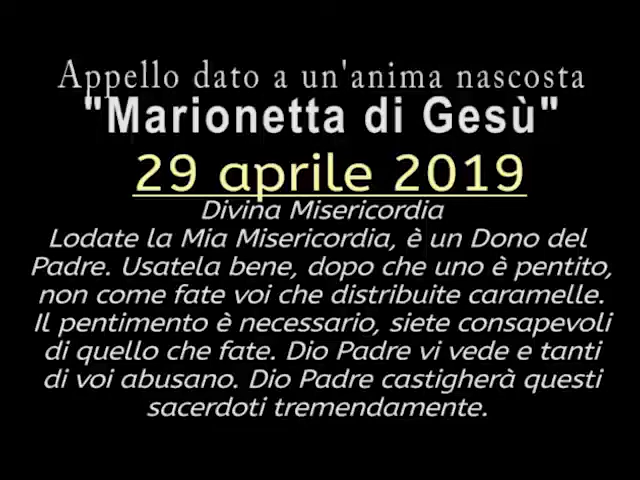 Appello dato a un'anima nascosta
"Marionetta di Gesù"
29 aprile 2019
Divina Misericordia
Lodate la Mia Misericordia, è un Dono del
Padre. Usatela bene, dopo che uno è pentito,
non come fate voi che distribuite caramelle.
Il pentimento è necessario, siete consapevoli
di quello che fate. Dio Padre vi vede e tanti
di voi abusano. Dio Padre castigherà questi
sacerdoti tremendamente.